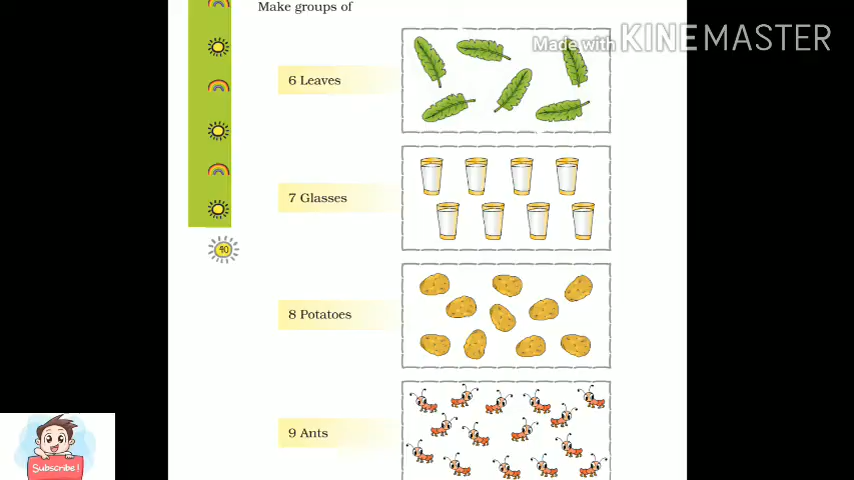 Make groups of
Made with KINEMASTER
6 Leaves
7 Glasses
40
8 Potatoes
9 Ants
Subscribe!